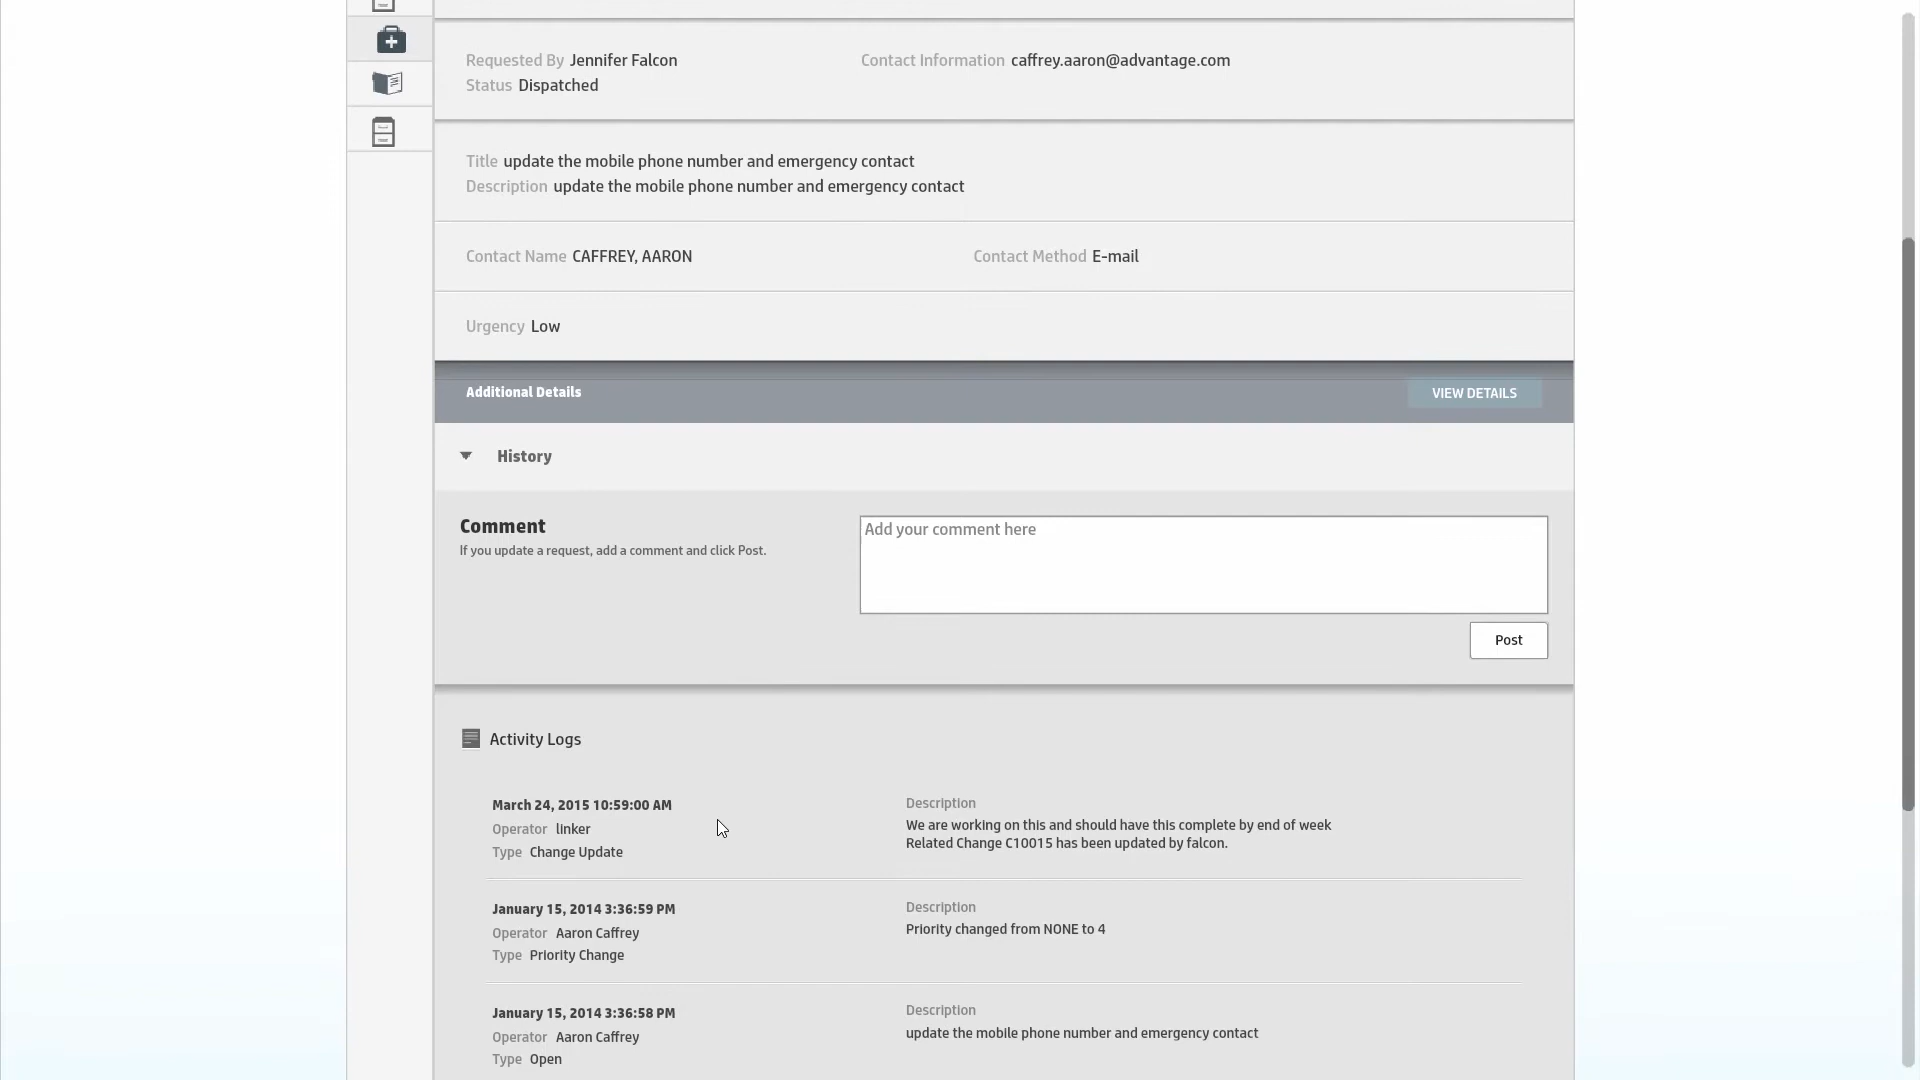 Requested By Jennifer Falcon
Contact Information caffrey.aaron@advantage.com
Status Dispatched
Title update the mobile phone number and emergency contact
Description update the mobile phone number and emergency contact
Contact Name CAFFREY, AARON
Contact Method E-mail
Urgency Low
Additional Details
VIEW DETAILS
History
Comment
If you update a request, add a comment and click Post.
Add your comment here
Post
Activity Logs
March 24, 2015 10:59:00 AM
Operator linker
Type Change Update
Description
We are working on this and should have this complete by end of week
Related Change C10015 has been updated by falcon.
January 15, 2014 3:36:59 PM
Operator Aaron Caffrey
Type Priority Change
Description
Priority changed from NONE to 4
January 15, 2014 3:36:58 PM
Operator Aaron Caffrey
Type Open
Description
update the mobile phone number and emergency contact